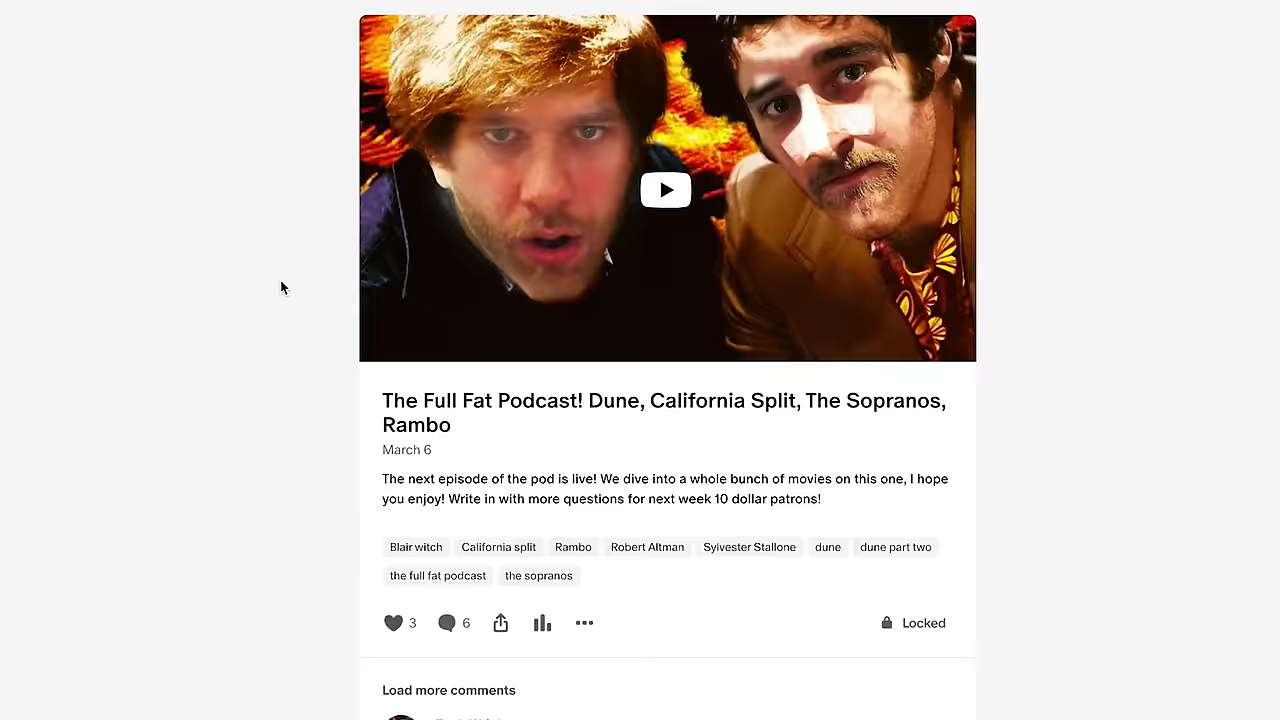 The Full Fat Podcast! Dune, California Split, The Sopranos,
Rambo
March 6
The next episode of the pod is live! We dive into a whole bunch of movies on this one, I hope
you enjoy! Write in with more questions for next week 10 dollar patrons!
Blair witch California split Rambo Robert Altman Sylvester Stallone dune dune part two
the full fat podcast the sopranos
3 6 Locked
Load more comments